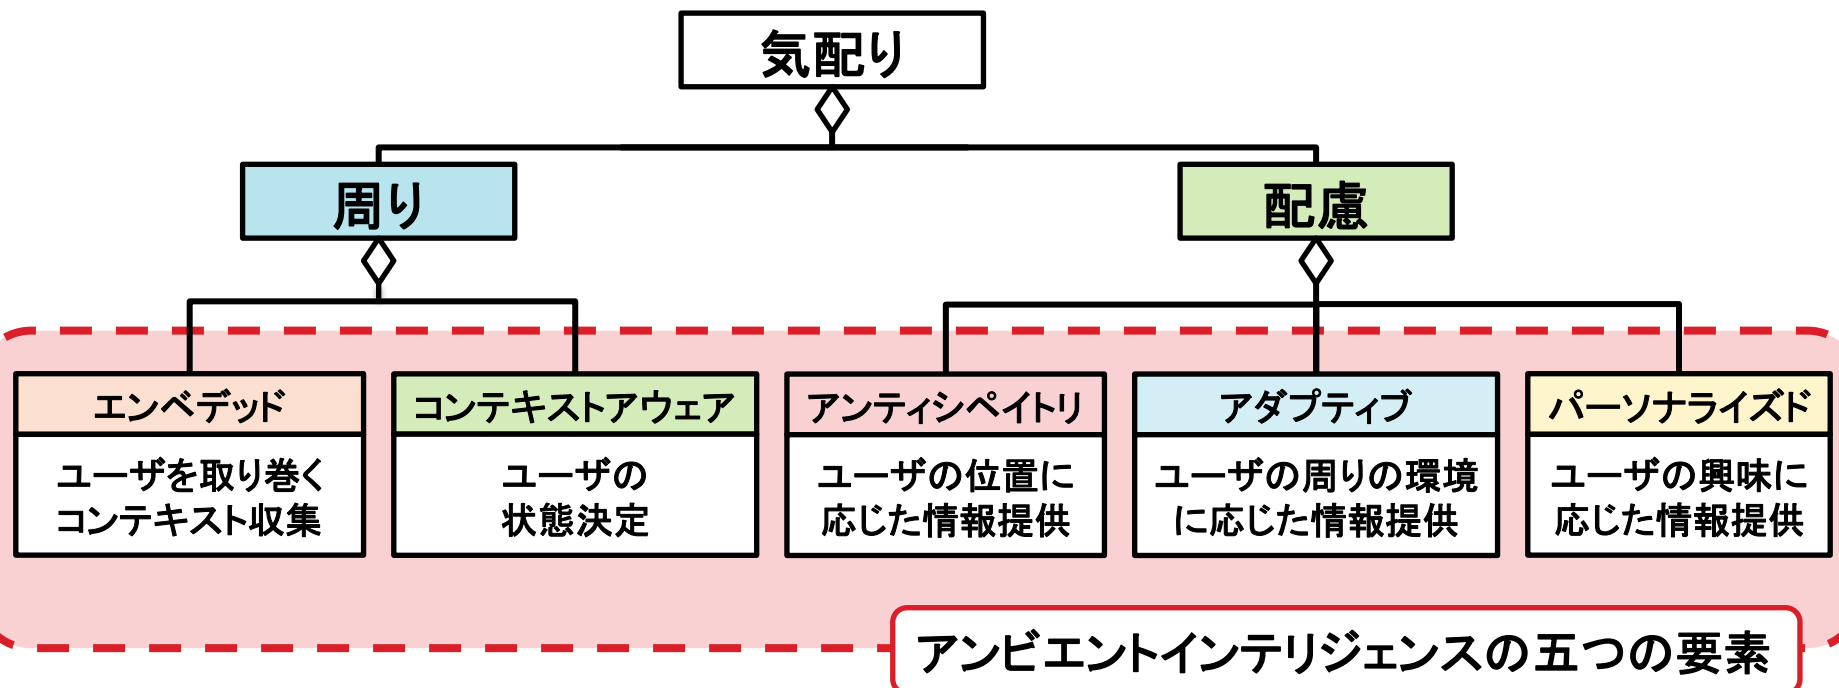 気配り
周り
配慮
エンベデッド
ユーザを取り巻く
コンテキスト収集
コンテキストアウェア
ユーザの
状態決定
アンティシペイトリ
ユーザの位置に
応じた情報提供
アダプティブ
ユーザの周りの環境
に応じた情報提供
パーソナライズド
ユーザの興味に
応じた情報提供
アンビエントインテリジェンスの五つの要素